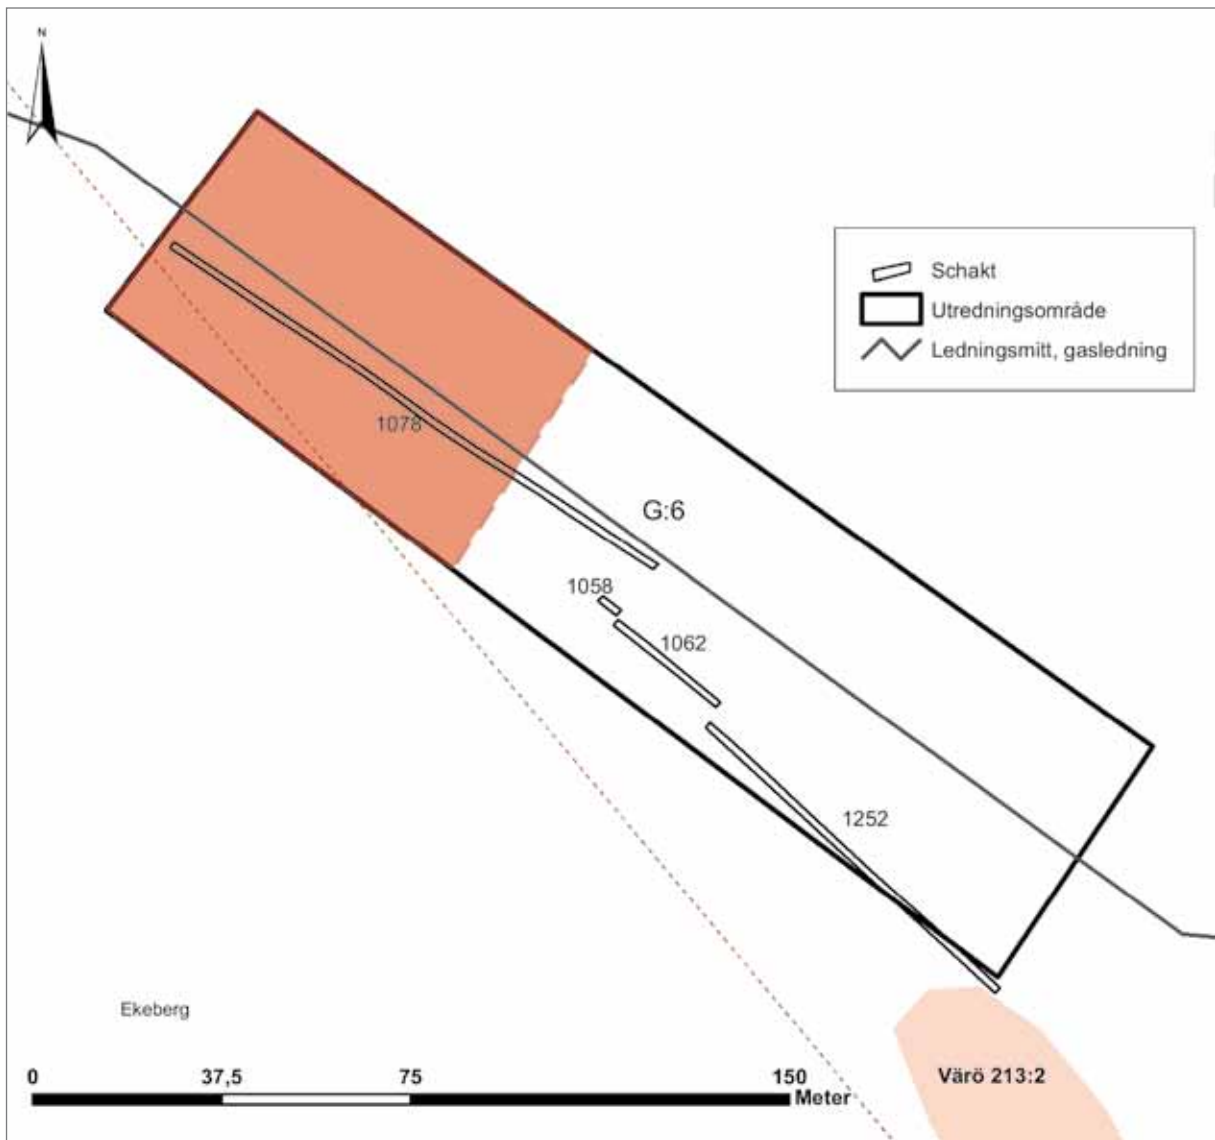 N
Schakt
Utredningsområde
Ledningsmitt, gasledning
1078
G:6
1058
1062
1252
Ekeberg
Värö 213:2
0 37,5 75 150
Meter